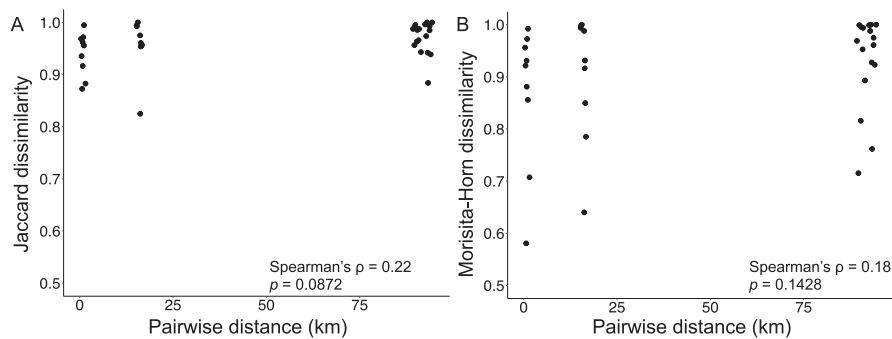 A
Jaccard dissimilarity
1.0
0.9
0.8
0.7
0.6
0.5
Spearman's ρ = 0.22
p = 0.0872
0
25
50
75
Pairwise distance (km)
B
Morisita-Horn dissimilarity
1.0
0.9
0.8
0.7
0.6
0.5
Spearman's ρ = 0.18
p = 0.1428
0
25
50
75
Pairwise distance (km)